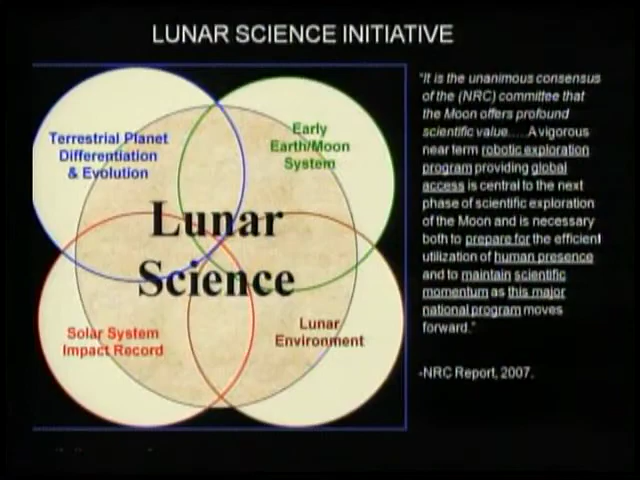 LUNAR SCIENCE INITIATIVE
Terrestrial Planet
Differentiation
& Evolution
Early
Earth/Moon
System
Lunar
Science
Solar System
Impact Record
Lunar
Environment
"It is the unanimous consensus
of the (NRC) committee that
the Moon offers profound
scientific value.....A vigorous
near term robotic exploration
program providing global
access is central to the next
phase of scientific exploration
of the Moon and is necessary
both to prepare for the efficient
utilization of human presence
and to maintain scientific
momentum as this major
national program moves
forward."
-NRC Report, 2007.